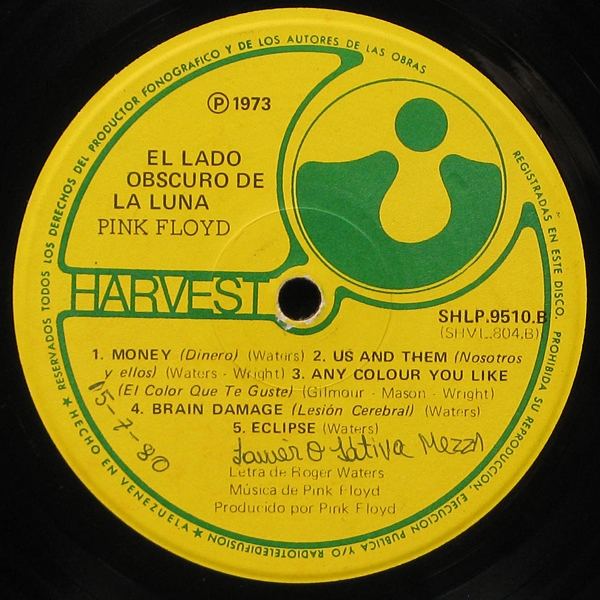 RESERVADOS TODOS LOS DERECHOS DEL PRODUCTOR FONOGRAFICO Y DE LOS AUTORES DE LAS OBRAS
REGISTRADAS EN ESTE DISCO, PROHIBIDA SU REPRODUCCION, EJECUCION PUBLICA Y/O RADIOTELEDIFUSION
★ HECHO EN VENEZUELA ★
℗ 1973
EL LADO
OBSCURO DE
LA LUNA
PINK FLOYD
HARVEST
SHLP.9510.B
(SHVL.804.B)
1. MONEY (Dinero) (Waters) 2. US AND THEM (Nosotros
y ellos) (Waters - Wright) 3. ANY COLOUR YOU LIKE
(El Color Que Te Guste) (Gilmour - Mason - Wright)
4. BRAIN DAMAGE (Lesión Cerebral) (Waters)
5. ECLIPSE (Waters)
15-7-80
Letra de Roger Waters
Música de Pink Floyd
Producido por Pink Floyd